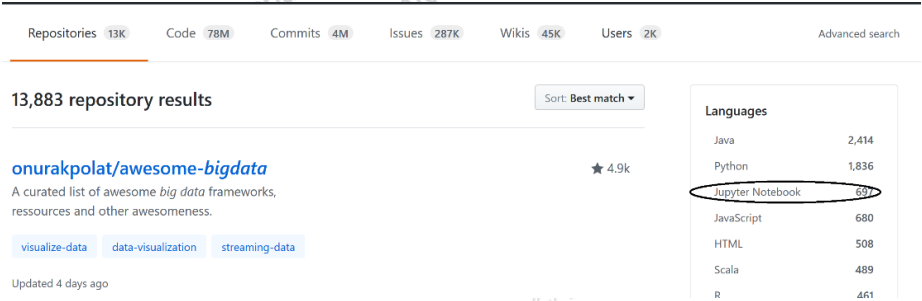 Repositories 13K Code 78M Commits 4M Issues 287K Wikis 45K Users 2K Advanced search
13,883 repository results
Sort: Best match
Languages
Java 2,414
Python 1,836
Jupyter Notebook 697
JavaScript 680
HTML 508
Scala 489
R 461
onurakpolat/awesome-bigdata
4.9k
A curated list of awesome big data frameworks,
ressources and other awesomeness.
visualize-data data-visualization streaming-data
Updated 4 days ago